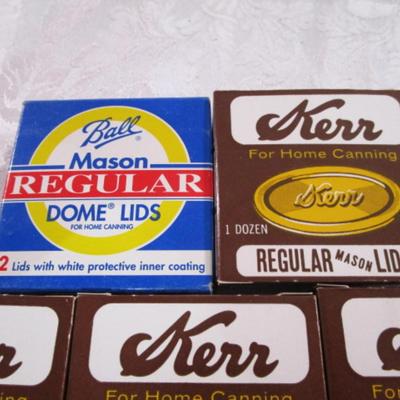 Ball
Mason
REGULAR
DOME® LIDS
FOR HOME CANNING
2 Lids with white protective inner coating
Kerr
For Home Canning
Kerr
1 DOZEN
REGULAR MASON LID
Kerr
For Home Canning